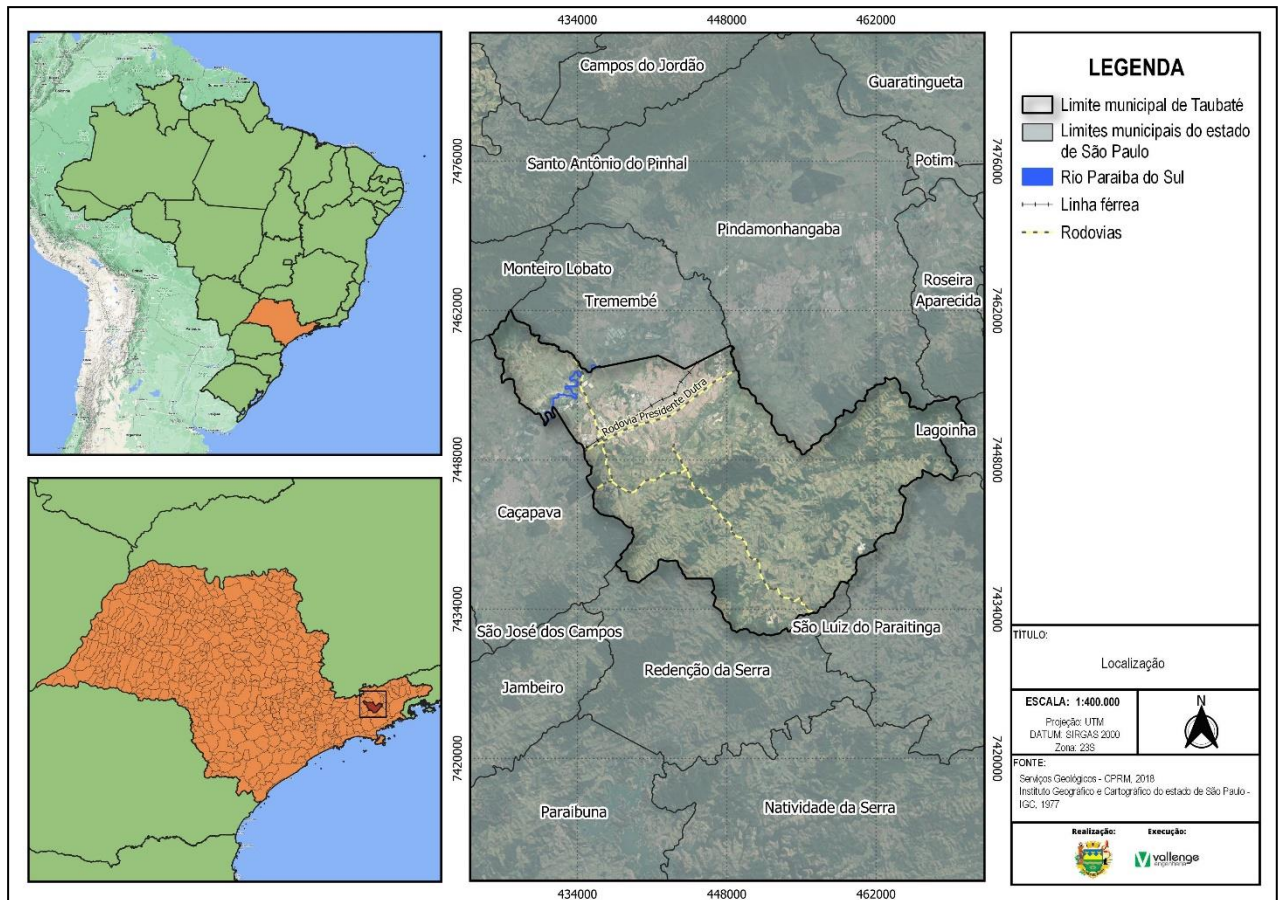 434000
448000
462000
Campos do Jordão
Guaratingueta
Santo Antônio do Pinhal
Potim
7476000
7476000
Pindamonhangaba
Monteiro Lobato
Tremembé
Roseira
Aparecida
7462000
7462000
Rodovia Presidente Dutra
Lagoinha
7448000
7448000
Caçapava
7434000
7434000
São José dos Campos
São Luiz do Paraitinga
Redenção da Serra
Jambeiro
7420000
7420000
Paraibuna
Natividade da Serra
434000
448000
462000
LEGENDA
Limite municipal de Taubaté
Limites municipais do estado
de São Paulo
Rio Paraíba do Sul
Linha férrea
Rodovias
TÍTULO:
Localização
ESCALA: 1:400.000
Projeção: UTM
DATUM: SIRGAS 2000
Zona: 23S
N
FONTE:
Serviços Geológicos - CPRM, 2018
Instituto Geográfico e Cartográfico do estado de São Paulo -
IGC, 1977
Realização:
Execução:
vallenge
engenharia